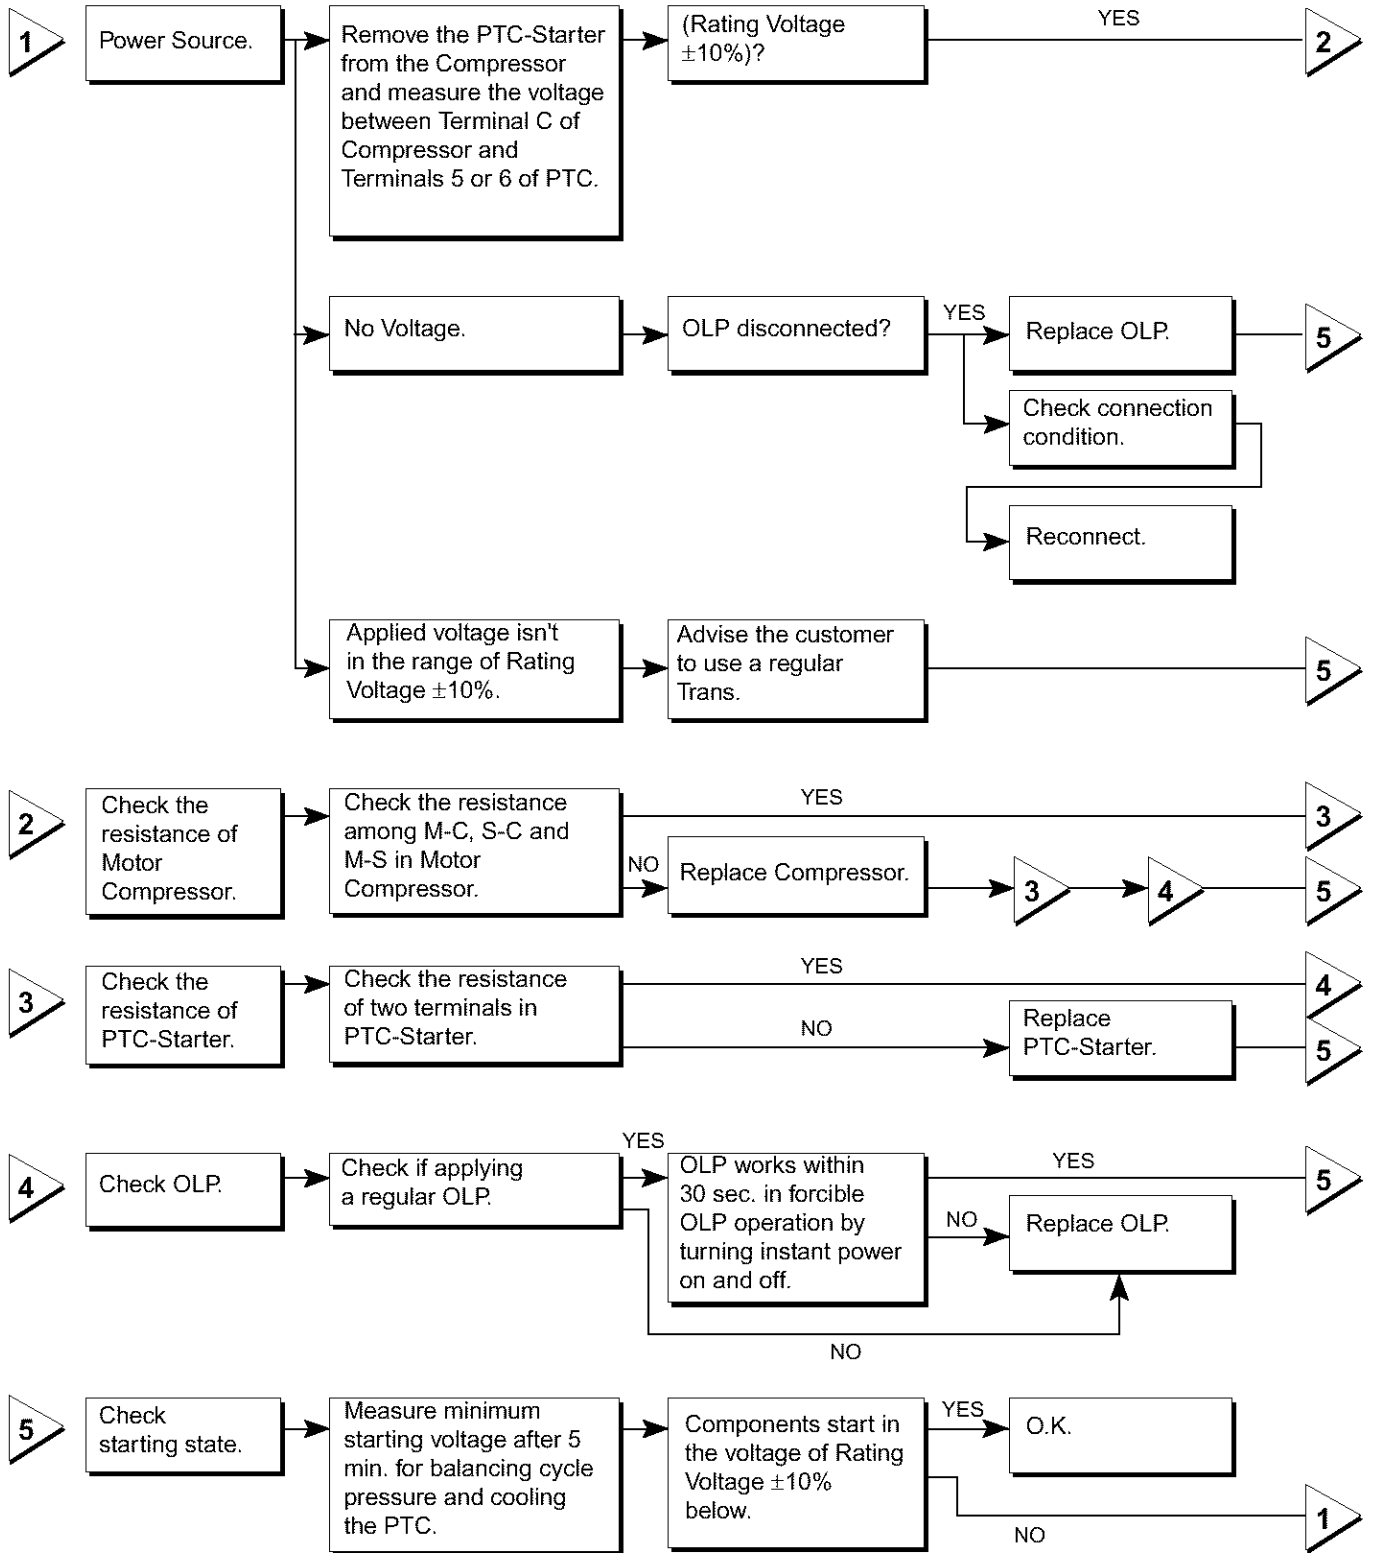 1
Power Source.
Remove the PTC-Starter
from the Compressor
and measure the voltage
between Terminal C of
Compressor and
Terminals 5 or 6 of PTC.
(Rating Voltage
±10%)?
YES
2
No Voltage.
OLP disconnected?
YES
Replace OLP.
5
Check connection
condition.
Reconnect.
Applied voltage isn't
in the range of Rating
Voltage ±10%.
Advise the customer
to use a regular
Trans.
5
2
Check the
resistance of
Motor
Compressor.
Check the resistance
among M-C, S-C and
M-S in Motor
Compressor.
YES
3
NO
Replace Compressor.
3
4
5
3
Check the
resistance of
PTC-Starter.
Check the resistance
of two terminals in
PTC-Starter.
YES
4
NO
Replace
PTC-Starter.
5
4
Check OLP.
Check if applying
a regular OLP.
YES
OLP works within
30 sec. in forcible
OLP operation by
turning instant power
on and off.
YES
5
NO
Replace OLP.
NO
5
Check
starting state.
Measure minimum
starting voltage after 5
min. for balancing cycle
pressure and cooling
the PTC.
Components start in
the voltage of Rating
Voltage ±10%
below.
YES
O.K.
NO
1